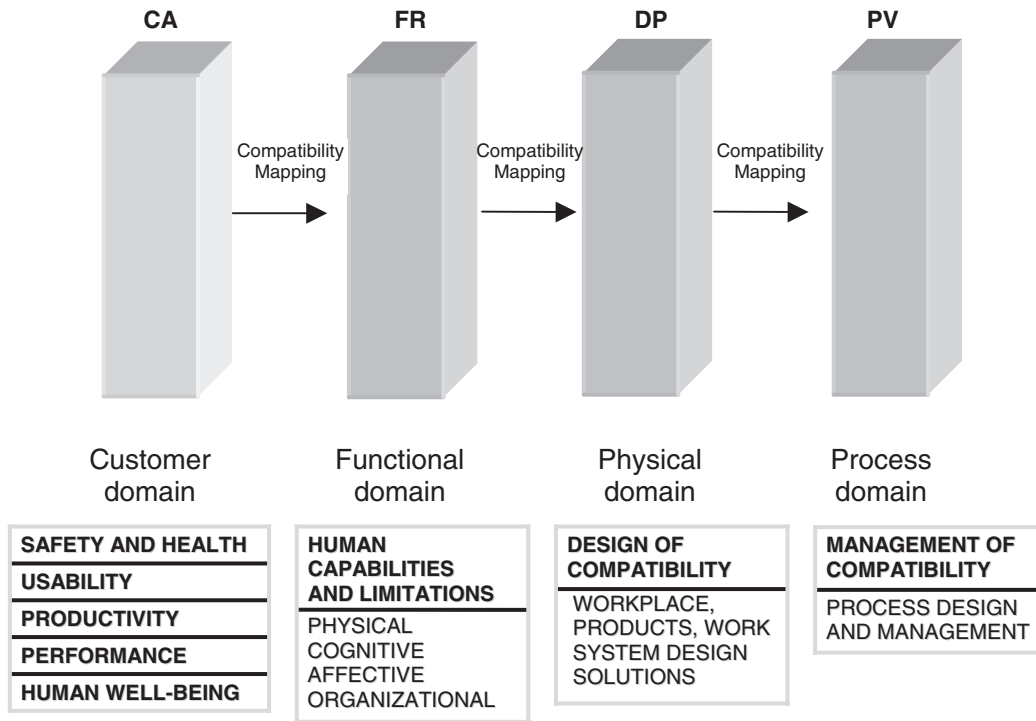 CA
FR
DP
PV
Compatibility
Mapping
Compatibility
Mapping
Compatibility
Mapping
Customer
domain
Functional
domain
Physical
domain
Process
domain
SAFETY AND HEALTH
USABILITY
PRODUCTIVITY
PERFORMANCE
HUMAN WELL-BEING
HUMAN
CAPABILITIES
AND LIMITATIONS
PHYSICAL
COGNITIVE
AFFECTIVE
ORGANIZATIONAL
DESIGN OF
COMPATIBILITY
WORKPLACE,
PRODUCTS, WORK
SYSTEM DESIGN
SOLUTIONS
MANAGEMENT OF
COMPATIBILITY
PROCESS DESIGN
AND MANAGEMENT